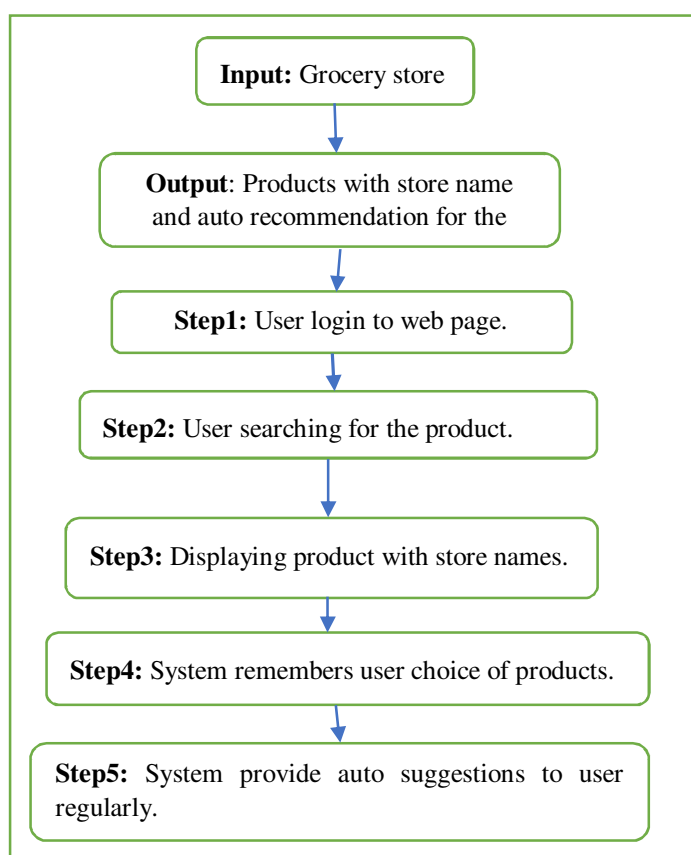 Input: Grocery store
Output: Products with store name
and auto recommendation for the
Step1: User login to web page.
Step2: User searching for the product.
Step3: Displaying product with store names.
Step4: System remembers user choice of products.
Step5: System provide auto suggestions to user
regularly.